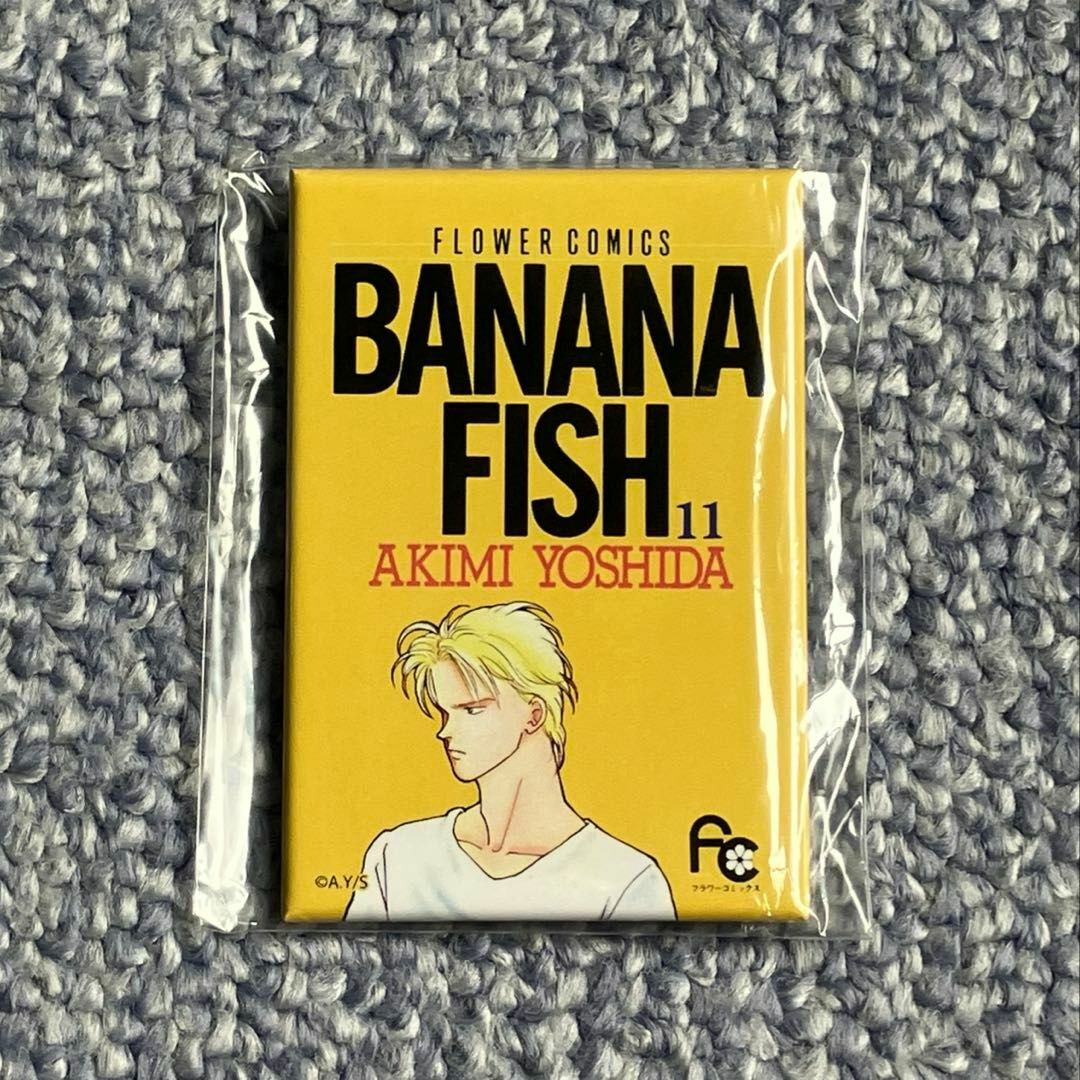 FLOWER COMICS
BANANA
FISH 11
AKIMI YOSHIDA
©A.Y/S
FC
フラワーコミックス